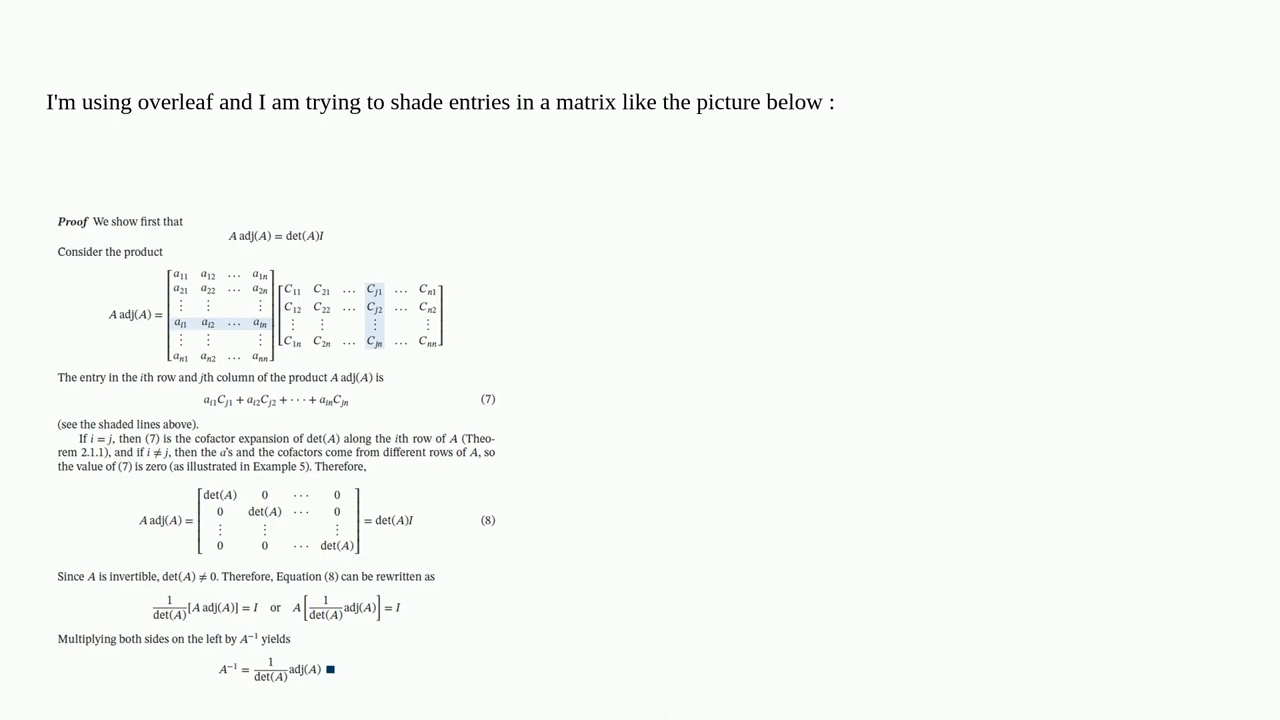 I'm using overleaf and I am trying to shade entries in a matrix like the picture below :
Proof We show first that
A adj(A) = det(A)I
Consider the product
A adj(A) = [a₁₁ a₁₂ … a₁ₙ; a₂₁ a₂₂ … a₂ₙ; ⋮ ⋮ ⋮; aᵢ₁ aᵢ₂ … aᵢₙ; ⋮ ⋮ ⋮; aₙ₁ aₙ₂ … aₙₙ] [C₁₁ C₂₁ … Cⱼ₁ … Cₙ₁; C₁₂ C₂₂ … Cⱼ₂ … Cₙ₂; ⋮ ⋮ ⋮ ⋮; C₁ₙ C₂ₙ … Cⱼₙ … Cₙₙ]
The entry in the ith row and jth column of the product A adj(A) is
aᵢ₁Cⱼ₁ + aᵢ₂Cⱼ₂ + · · · + aᵢₙCⱼₙ (7)
(see the shaded lines above).
If i = j, then (7) is the cofactor expansion of det(A) along the ith row of A (Theo-
rem 2.1.1), and if i ≠ j, then the a's and the cofactors come from different rows of A, so
the value of (7) is zero (as illustrated in Example 5). Therefore,
A adj(A) = [det(A) 0 ··· 0; 0 det(A) ··· 0; ⋮ ⋮ ⋮; 0 0 ··· det(A)] = det(A)I (8)
Since A is invertible, det(A) ≠ 0. Therefore, Equation (8) can be rewritten as
1/det(A) [A adj(A)] = I or A [1/det(A) adj(A)] = I
Multiplying both sides on the left by A⁻¹ yields
A⁻¹ = 1/det(A) adj(A) ■